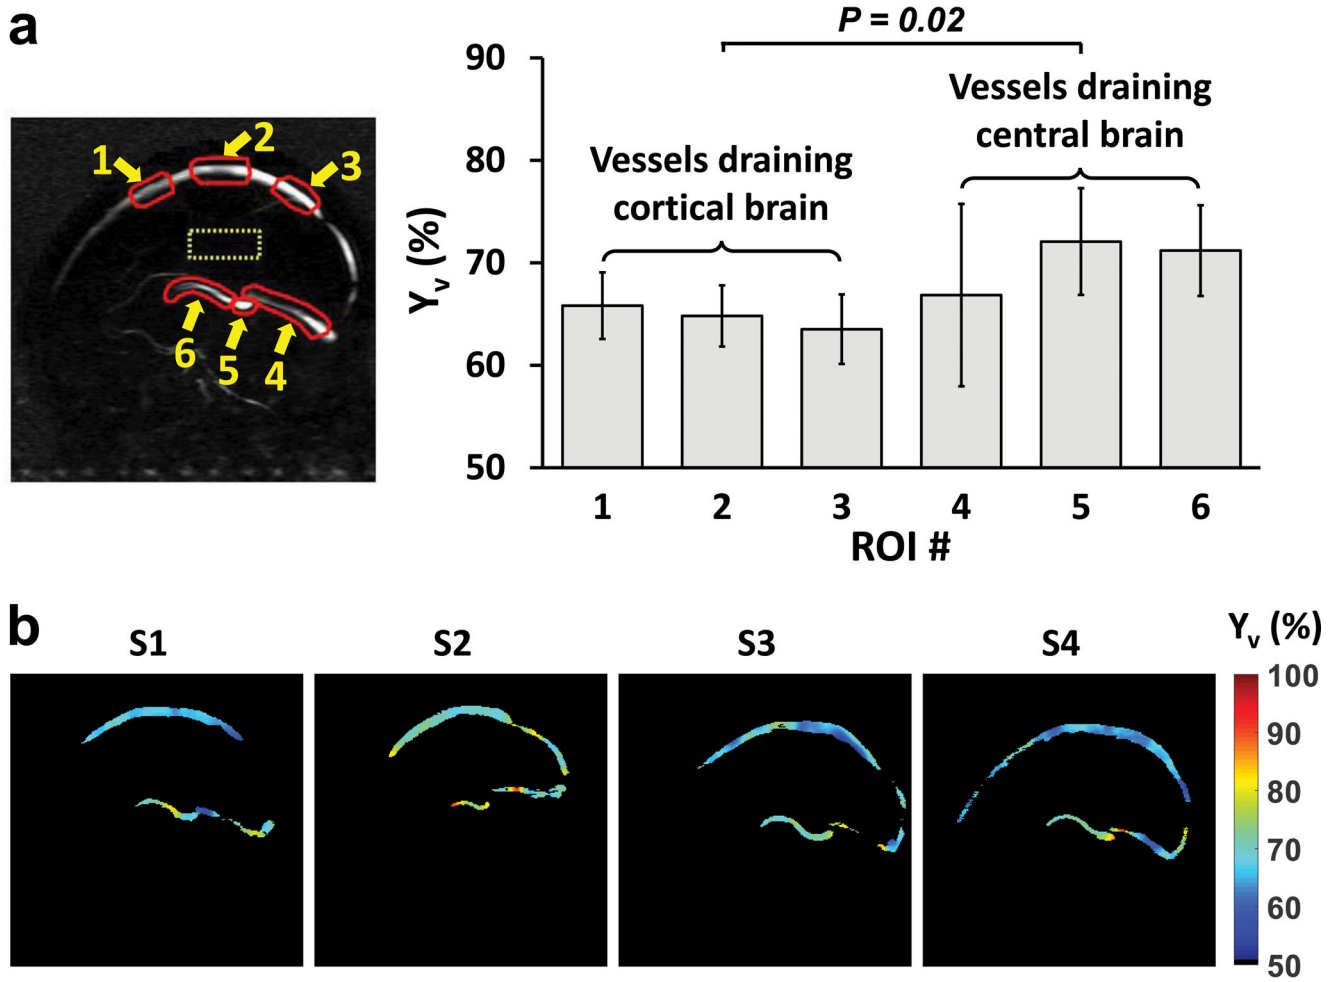 a
1
2
3
6
5
4
P = 0.02
Vessels draining
central brain
Vessels draining
cortical brain
Yv (%)
90
80
70
60
50
1 2 3 4 5 6
ROI #
b
S1 S2 S3 S4
Yv (%)
100
90
80
70
60
50